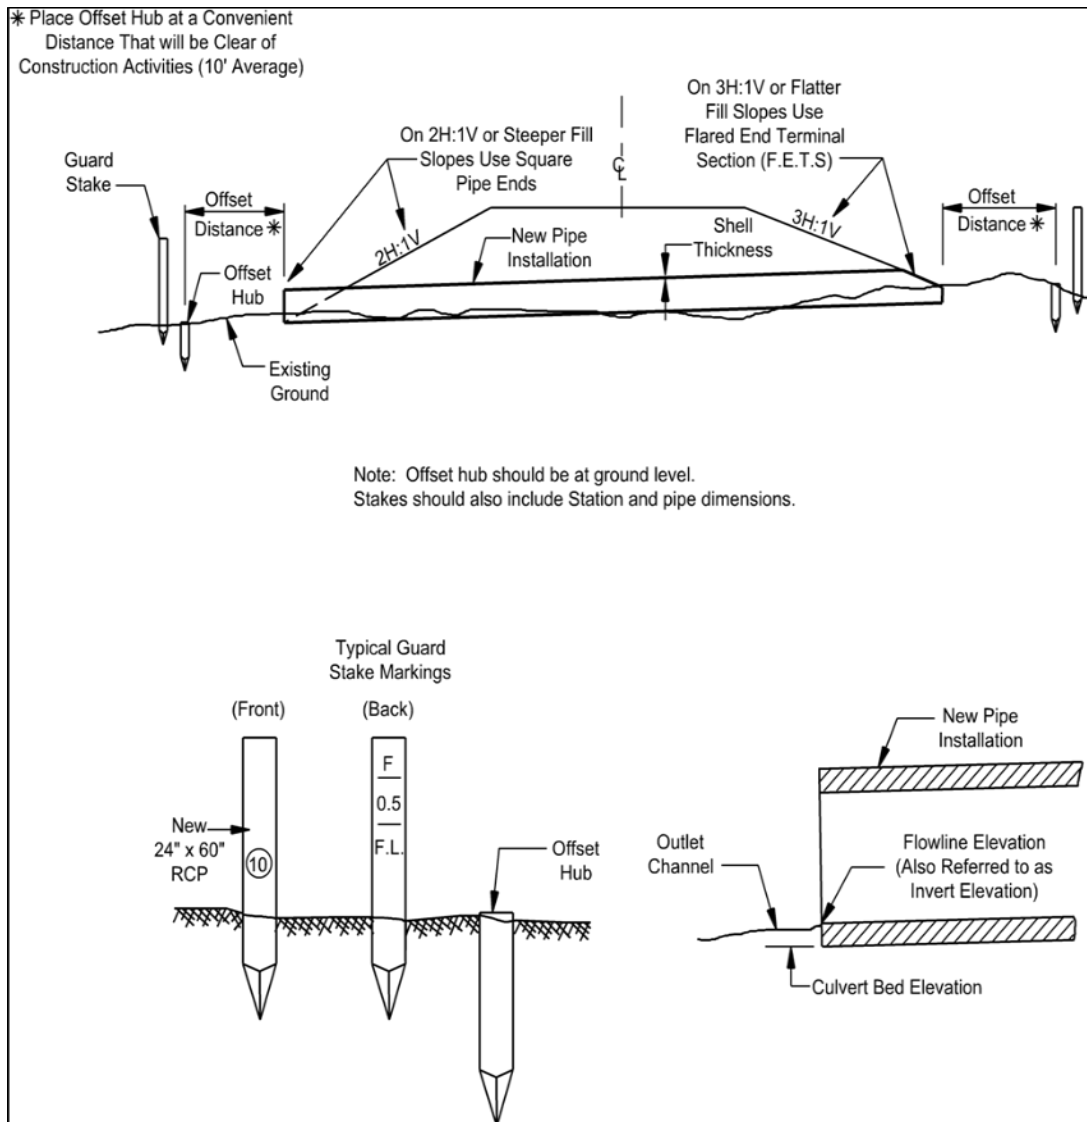 * Place Offset Hub at a Convenient
Distance That will be Clear of
Construction Activities (10' Average)
On 3H:1V or Flatter
Fill Slopes Use
Flared End Terminal
Section (F.E.T.S)
On 2H:1V or Steeper Fill
Slopes Use Square
Pipe Ends
℄
Guard
Stake
Offset
Distance *
Offset
Hub
2H:1V
New Pipe
Installation
Shell
Thickness
3H:1V
Offset
Distance *
Existing
Ground
Note: Offset hub should be at ground level.
Stakes should also include Station and pipe dimensions.
Typical Guard
Stake Markings
(Front)
(Back)
New
24" x 60"
RCP
10
F
0.5
F.L.
Offset
Hub
New Pipe
Installation
Outlet
Channel
Flowline Elevation
(Also Referred to as
Invert Elevation)
Culvert Bed Elevation